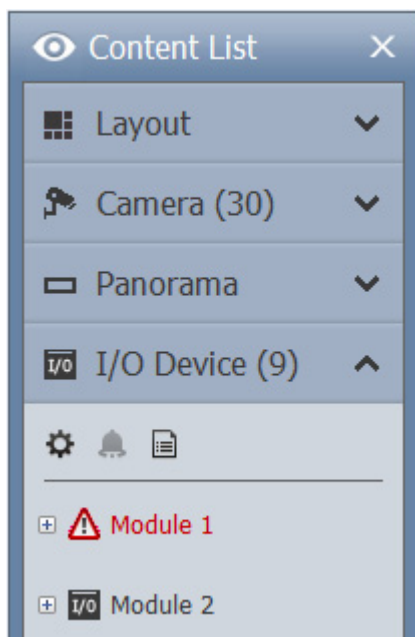 Content List
Layout
Camera (30)
Panorama
I/O I/O Device (9)
Module 1
I/O Module 2